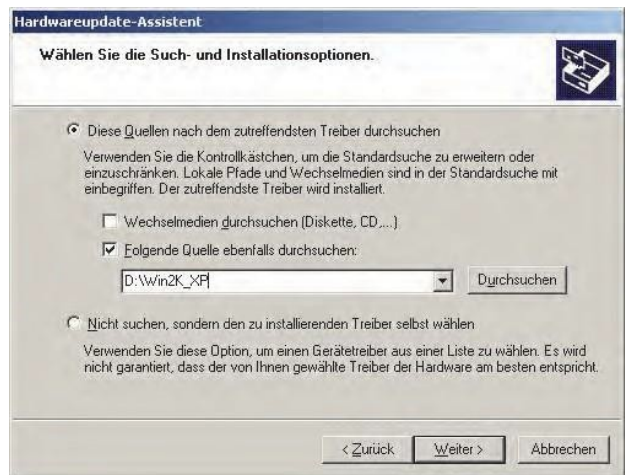 Hardwareupdate-Assistent
Wählen Sie die Such- und Installationsoptionen.
Diese Quellen nach dem zutreffendsten Treiber durchsuchen
Verwenden Sie die Kontrollkästchen, um die Standardsuche zu erweitern oder
einzuschränken. Lokale Pfade und Wechselmedien sind in der Standardsuche mit
einbegriffen. Der zutreffendste Treiber wird installiert.
Wechselmedien durchsuchen (Diskette, CD,...)
Folgende Quelle ebenfalls durchsuchen:
D:\Win2K_XP
Durchsuchen
Nicht suchen, sondern den zu installierenden Treiber selbst wählen
Verwenden Sie diese Option, um einen Gerätetreiber aus einer Liste zu wählen. Es wird
nicht garantiert, dass der von Ihnen gewählte Treiber der Hardware am besten entspricht.
< Zurück
Weiter >
Abbrechen